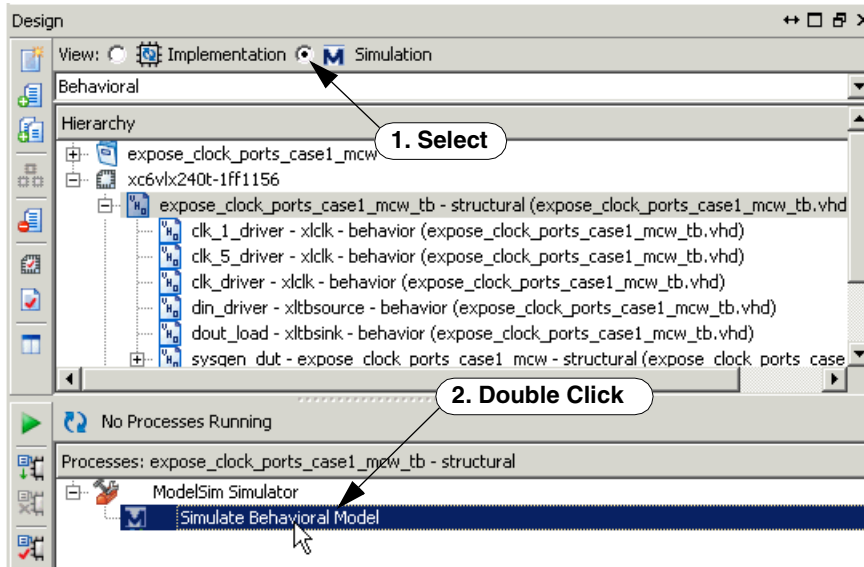 Design
View: Implementation Simulation
Behavioral
Hierarchy
1. Select
expose_clock_ports_case1_mcw
xc6vlx240t-1ff1156
expose_clock_ports_case1_mcw_tb - structural (expose_clock_ports_case1_mcw_tb.vhd
clk_1_driver - xlclk - behavior (expose_clock_ports_case1_mcw_tb.vhd)
clk_5_driver - xlclk - behavior (expose_clock_ports_case1_mcw_tb.vhd)
clk_driver - xlclk - behavior (expose_clock_ports_case1_mcw_tb.vhd)
din_driver - xltbsource - behavior (expose_clock_ports_case1_mcw_tb.vhd)
dout_load - xltbsink - behavior (expose_clock_ports_case1_mcw_tb.vhd)
sysgen_dut - expose_clock_ports_case1_mcw - structural (expose_clock_ports_case
2. Double Click
No Processes Running
Processes: expose_clock_ports_case1_mcw_tb - structural
ModelSim Simulator
Simulate Behavioral Model